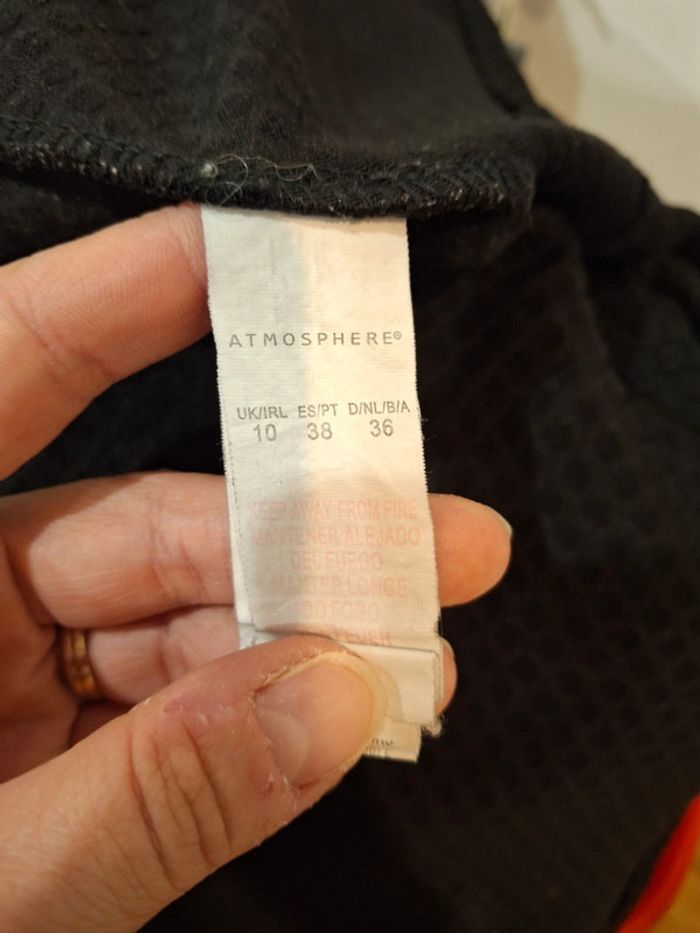 ATMOSPHERE®
UK/IRL ES/PT D/NL/B/A
10 38 36
KEEP AWAY FROM FIRE
MANTENER ALEJADO
DEL FUEGO
MANTER LONGE
DO FOGO
FEUER